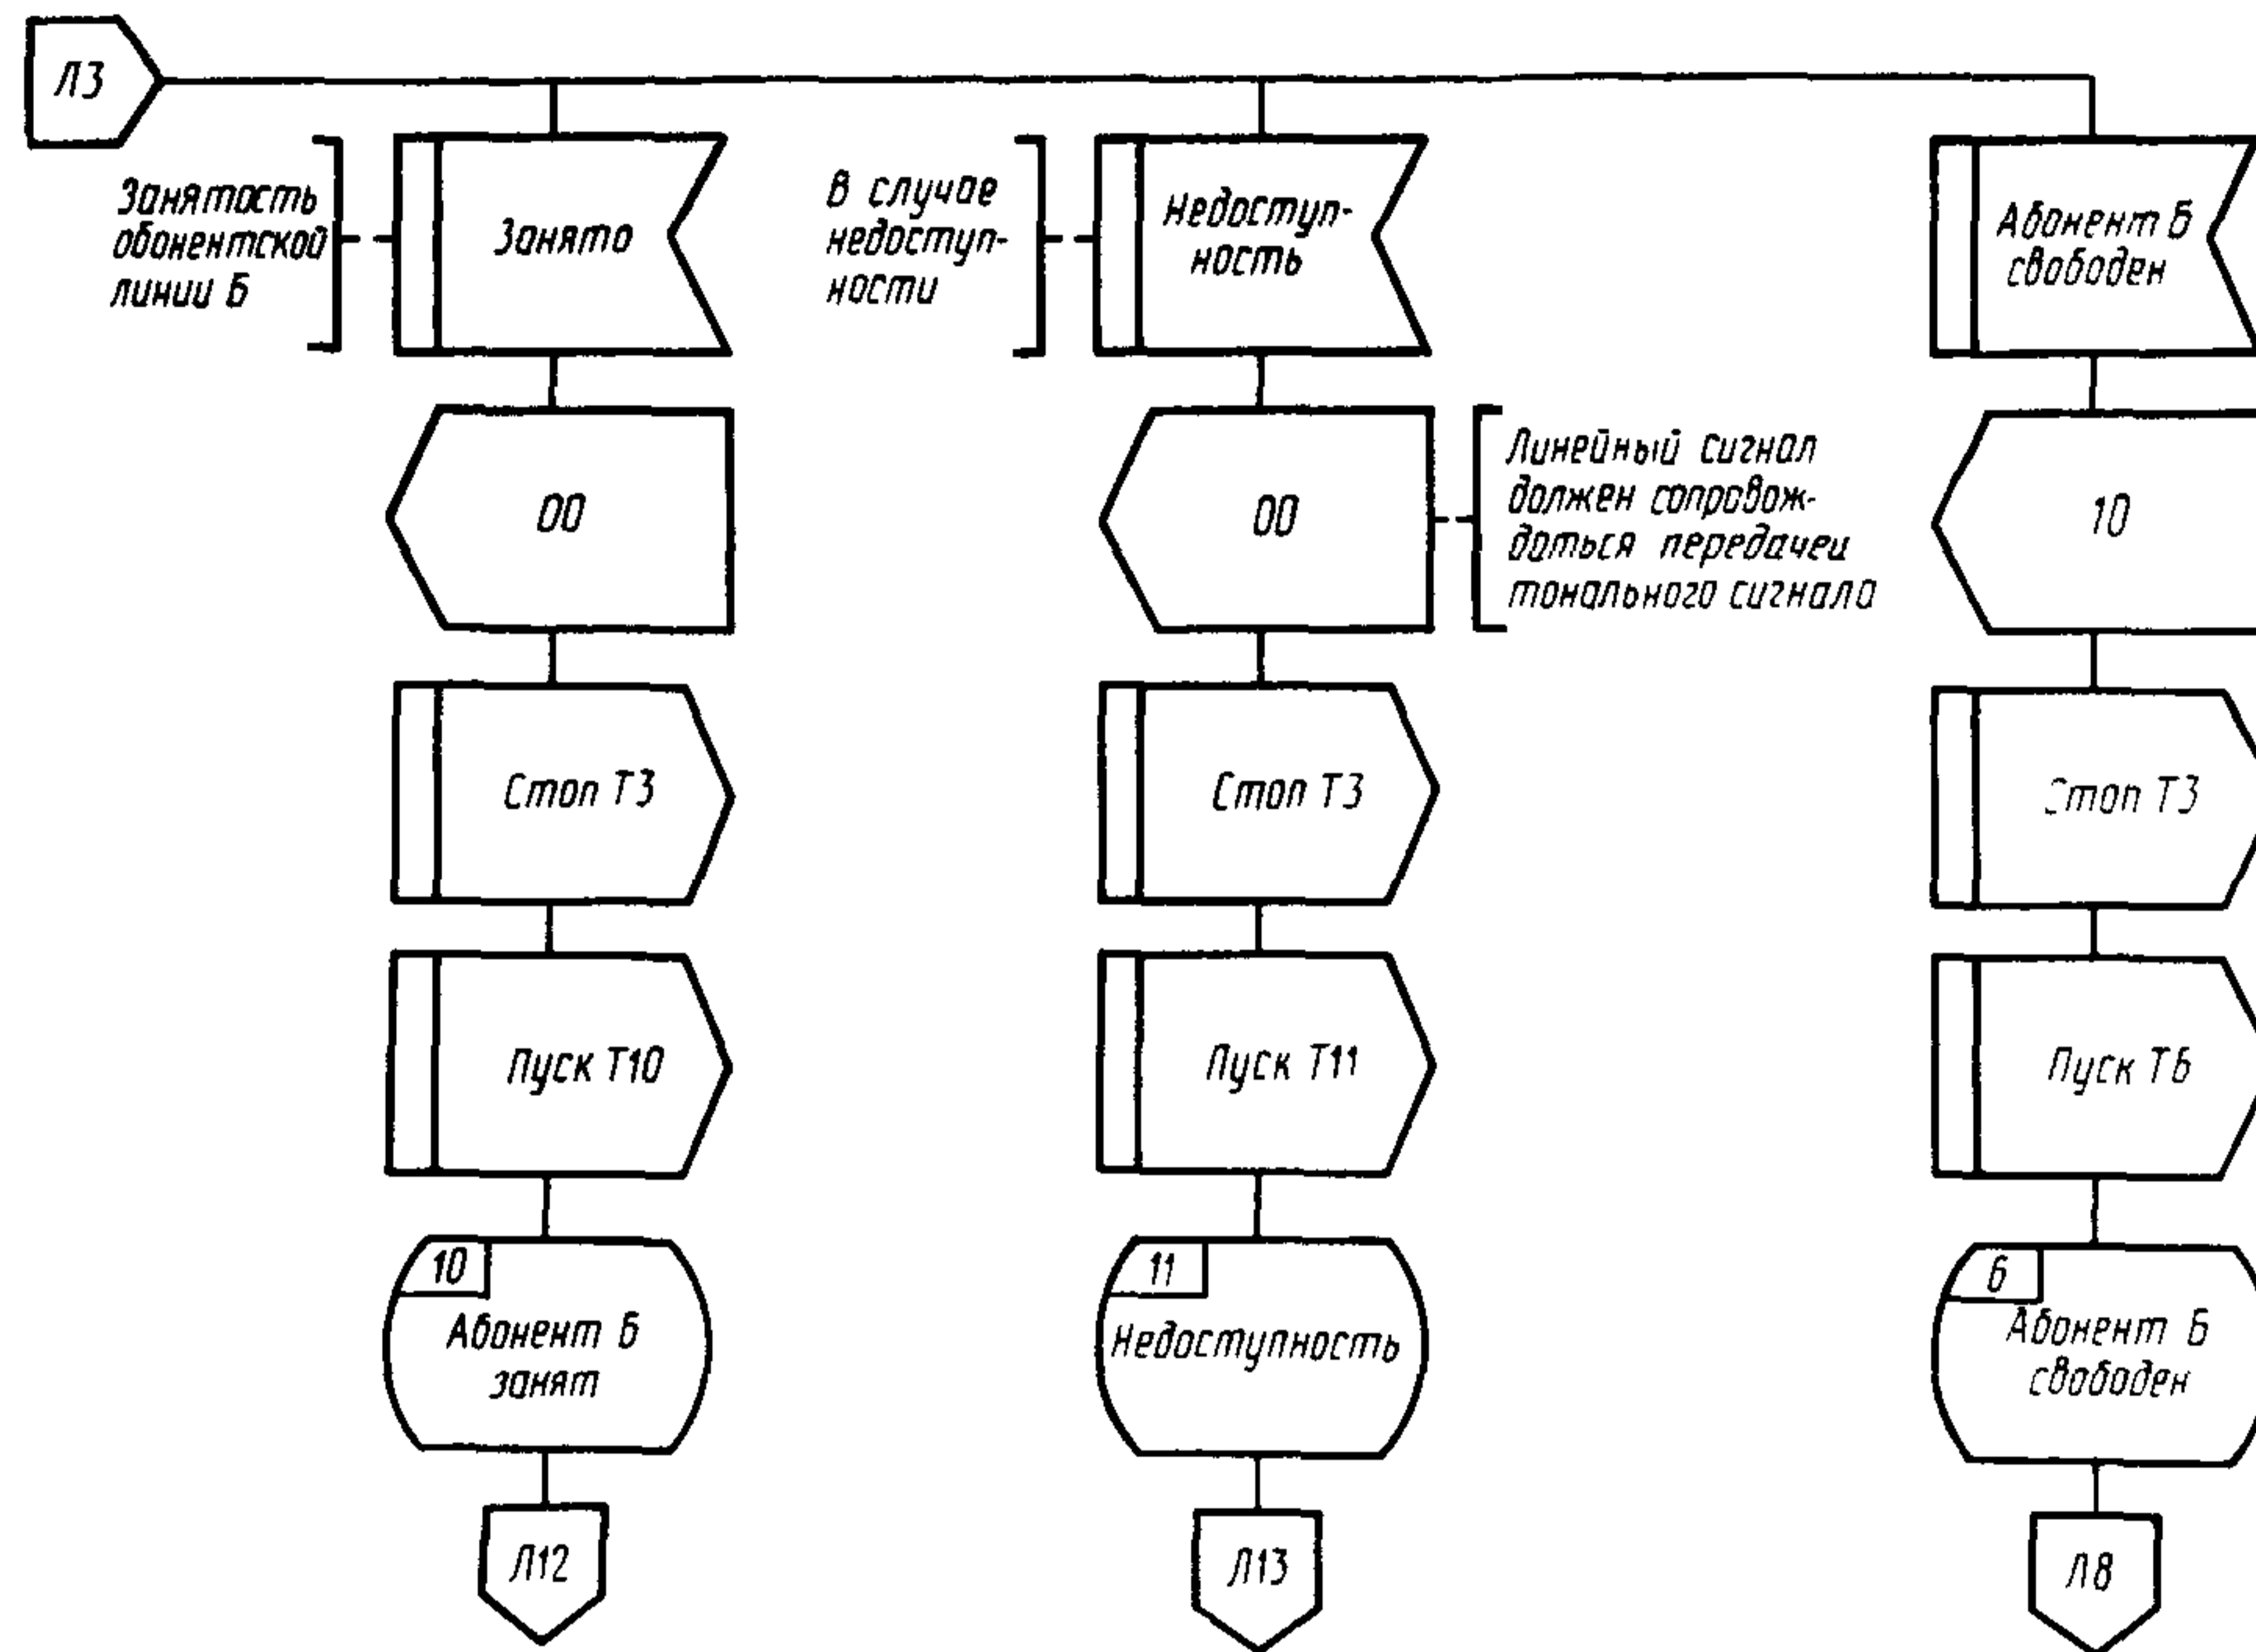 Л3
Занятость
абонентской
линии Б
Занято
В случае
недоступ-
ности
Недоступ-
ность
Абонент Б
свободен
00
00
Линейный сигнал
должен сопровож-
даться передачей
тонального сигнала
10
Стоп Т3
Стоп Т3
Стоп Т3
Пуск Т10
Пуск Т11
Пуск Т6
10
Абонент Б
занят
11
Недоступность
6
Абонент Б
свободен
Л12
Л13
Л8